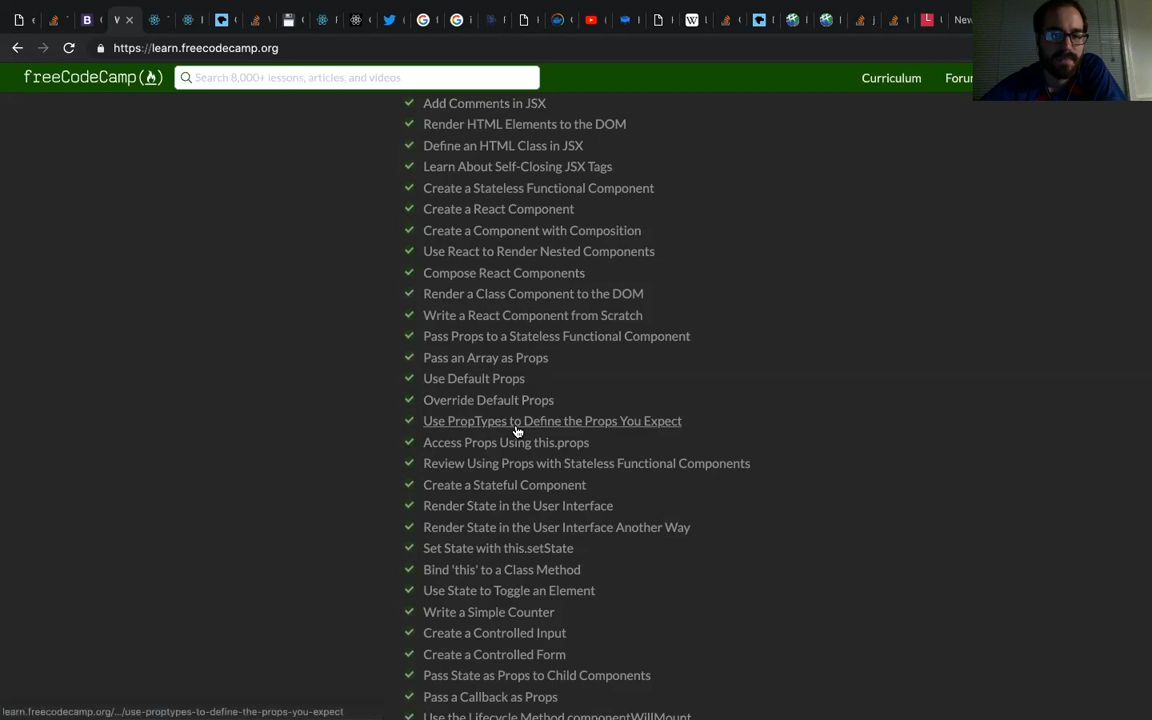 https://learn.freecodecamp.org
freeCodeCamp
Search 8,000+ lessons, articles, and videos
Curriculum
Add Comments in JSX
Render HTML Elements to the DOM
Define an HTML Class in JSX
Learn About Self-Closing JSX Tags
Create a Stateless Functional Component
Create a React Component
Create a Component with Composition
Use React to Render Nested Components
Compose React Components
Render a Class Component to the DOM
Write a React Component from Scratch
Pass Props to a Stateless Functional Component
Pass an Array as Props
Use Default Props
Override Default Props
Use PropTypes to Define the Props You Expect
Access Props Using this.props
Review Using Props with Stateless Functional Components
Create a Stateful Component
Render State in the User Interface
Render State in the User Interface Another Way
Set State with this.setState
Bind 'this' to a Class Method
Use State to Toggle an Element
Write a Simple Counter
Create a Controlled Input
Create a Controlled Form
Pass State as Props to Child Components
Pass a Callback as Props
Use the Lifecycle Method componentWillMount
learn.freecodecamp.org/.../use-proptypes-to-define-the-props-you-expect